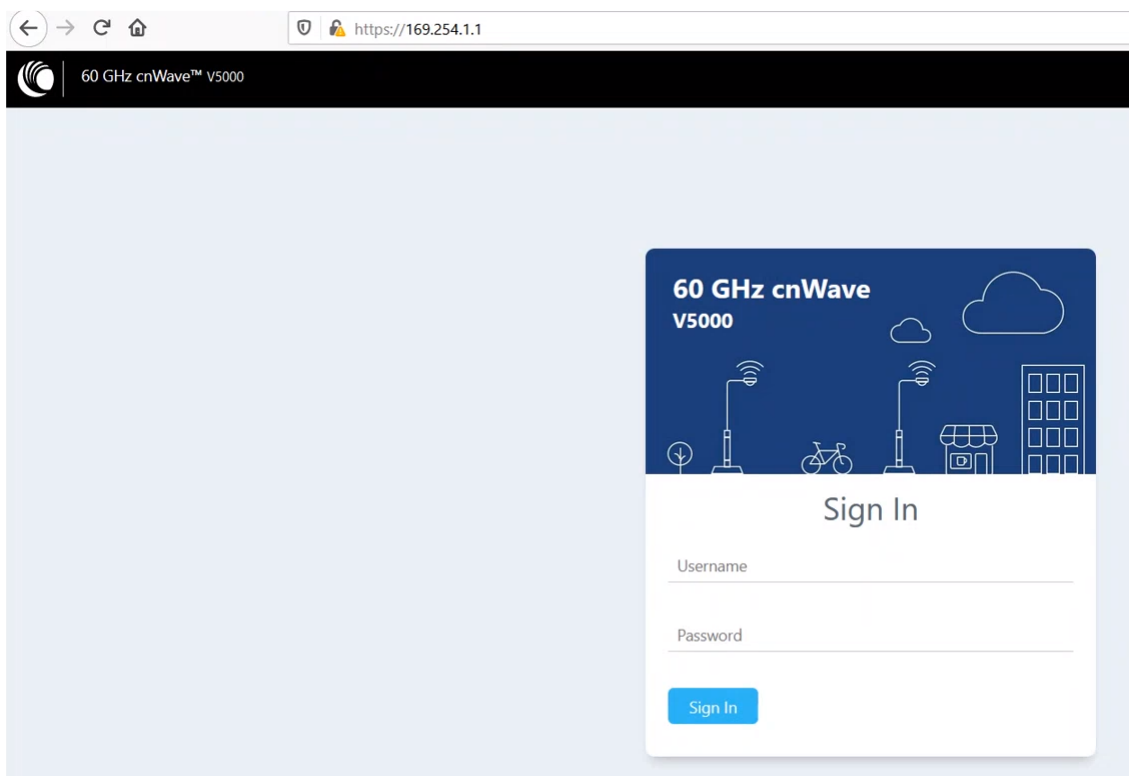 https://169.254.1.1
60 GHz cnWave™ V5000
60 GHz cnWave
V5000
Sign In
Username
Password
Sign In